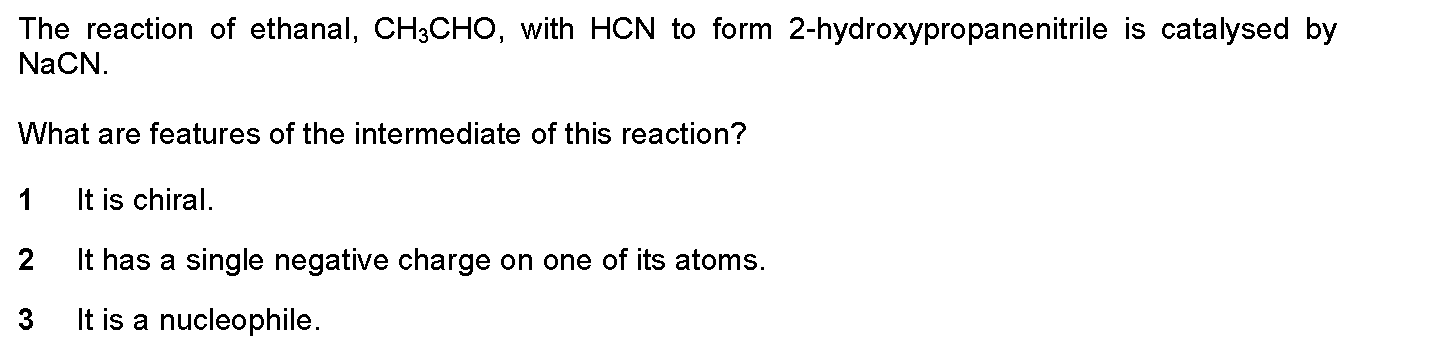 The reaction of ethanal, CH₃CHO, with HCN to form 2-hydroxypropanenitrile is catalysed by
NaCN.
What are features of the intermediate of this reaction?
1 It is chiral.
2 It has a single negative charge on one of its atoms.
3 It is a nucleophile.